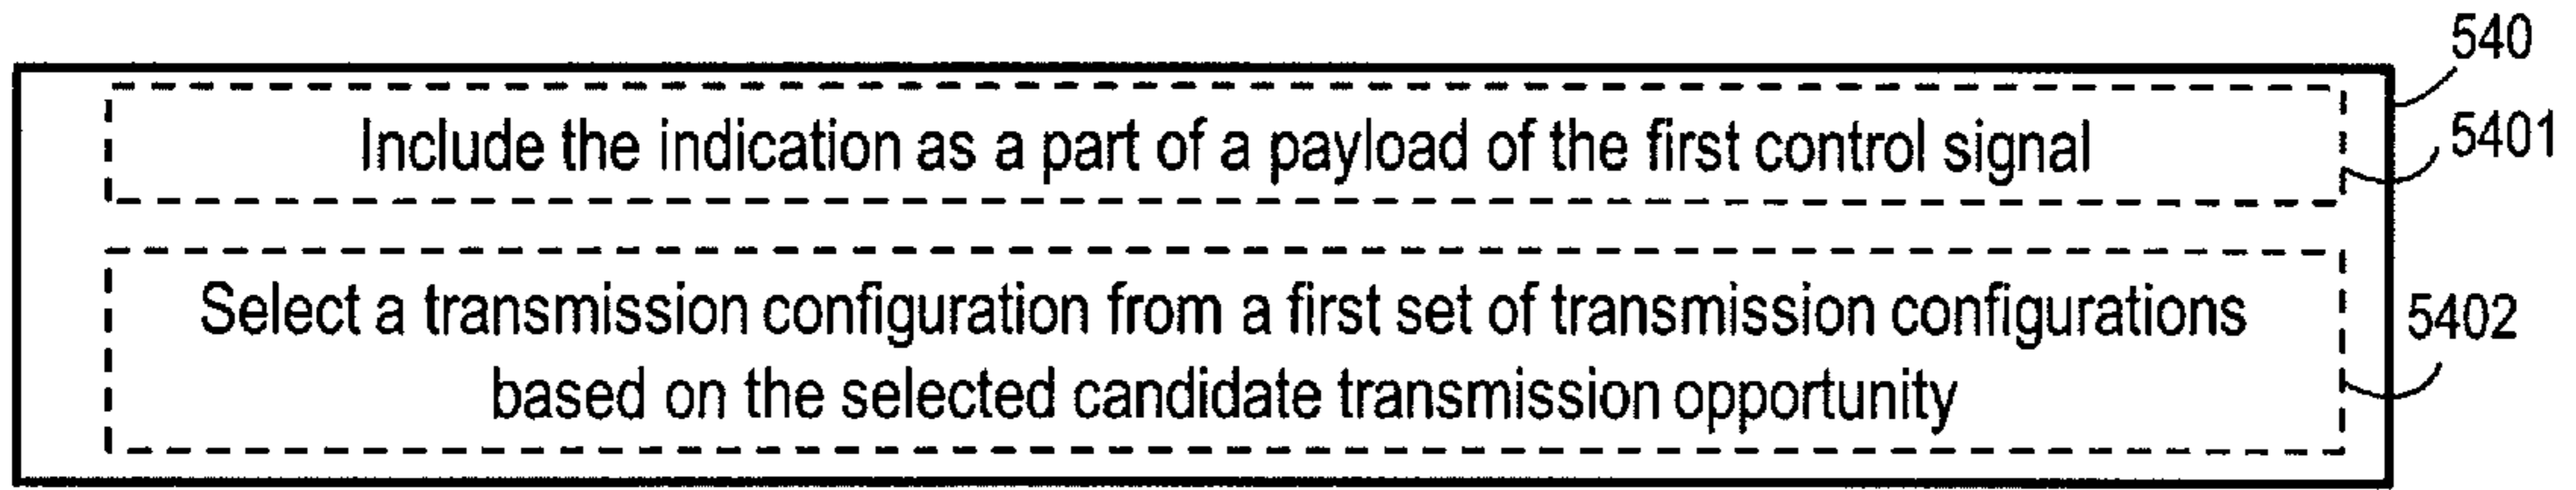 540
Include the indication as a part of a payload of the first control signal
5401
Select a transmission configuration from a first set of transmission configurations
5402
based on the selected candidate transmission opportunity